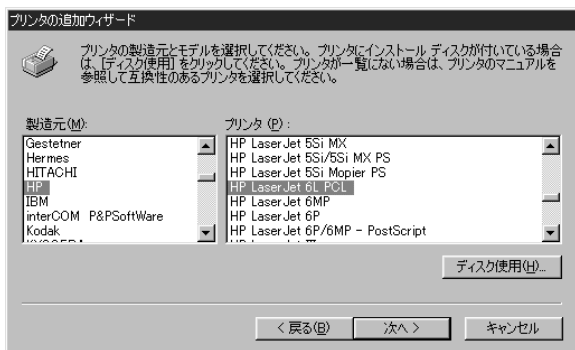 プリンタの追加ウィザード
プリンタの製造元とモデルを選択してください。プリンタにインストール ディスクが付いている場合
は、[ディスク使用] をクリックしてください。プリンタが一覧にない場合は、プリンタのマニュアルを
参照して互換性のあるプリンタを選択してください。
製造元(M):
プリンタ (P) :
Gestetner
Hermes
HITACHI
HP
IBM
interCOM P&PSoftWare
Kodak
HP LaserJet 5Si MX
HP LaserJet 5Si/5Si MX PS
HP LaserJet 5Si Mopier PS
HP LaserJet 6L PCL
HP LaserJet 6MP
HP LaserJet 6P
HP LaserJet 6P/6MP - PostScript
ディスク使用(H)...
< 戻る(B)
次へ >
キャンセル